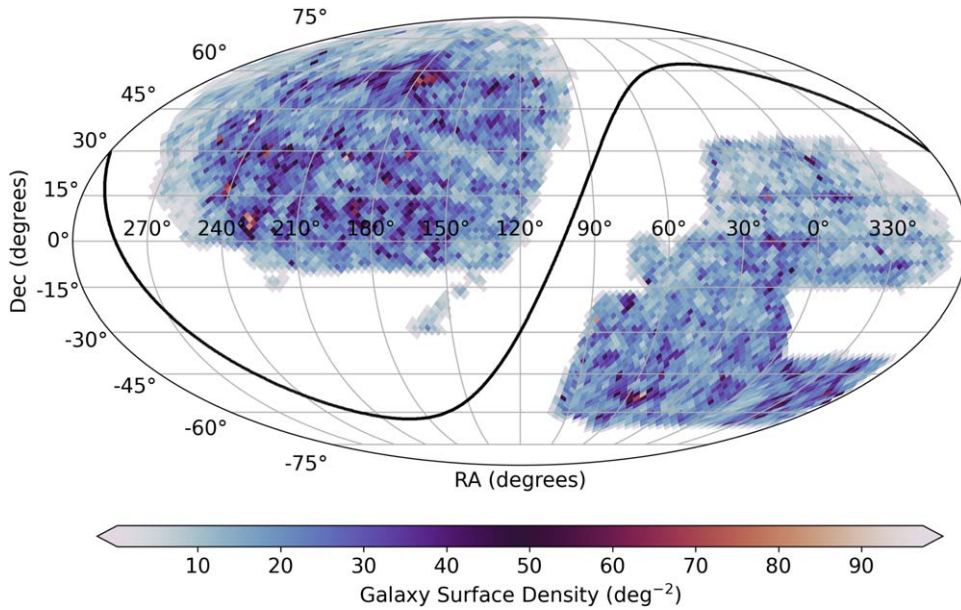 75°
60°
45°
30°
15°
0°
-15°
-30°
-45°
-60°
-75°
270° 240° 210° 180° 150° 120° 90° 60° 30° 0° 330°
Dec (degrees)
RA (degrees)
10 20 30 40 50 60 70 80 90
Galaxy Surface Density (deg⁻²)